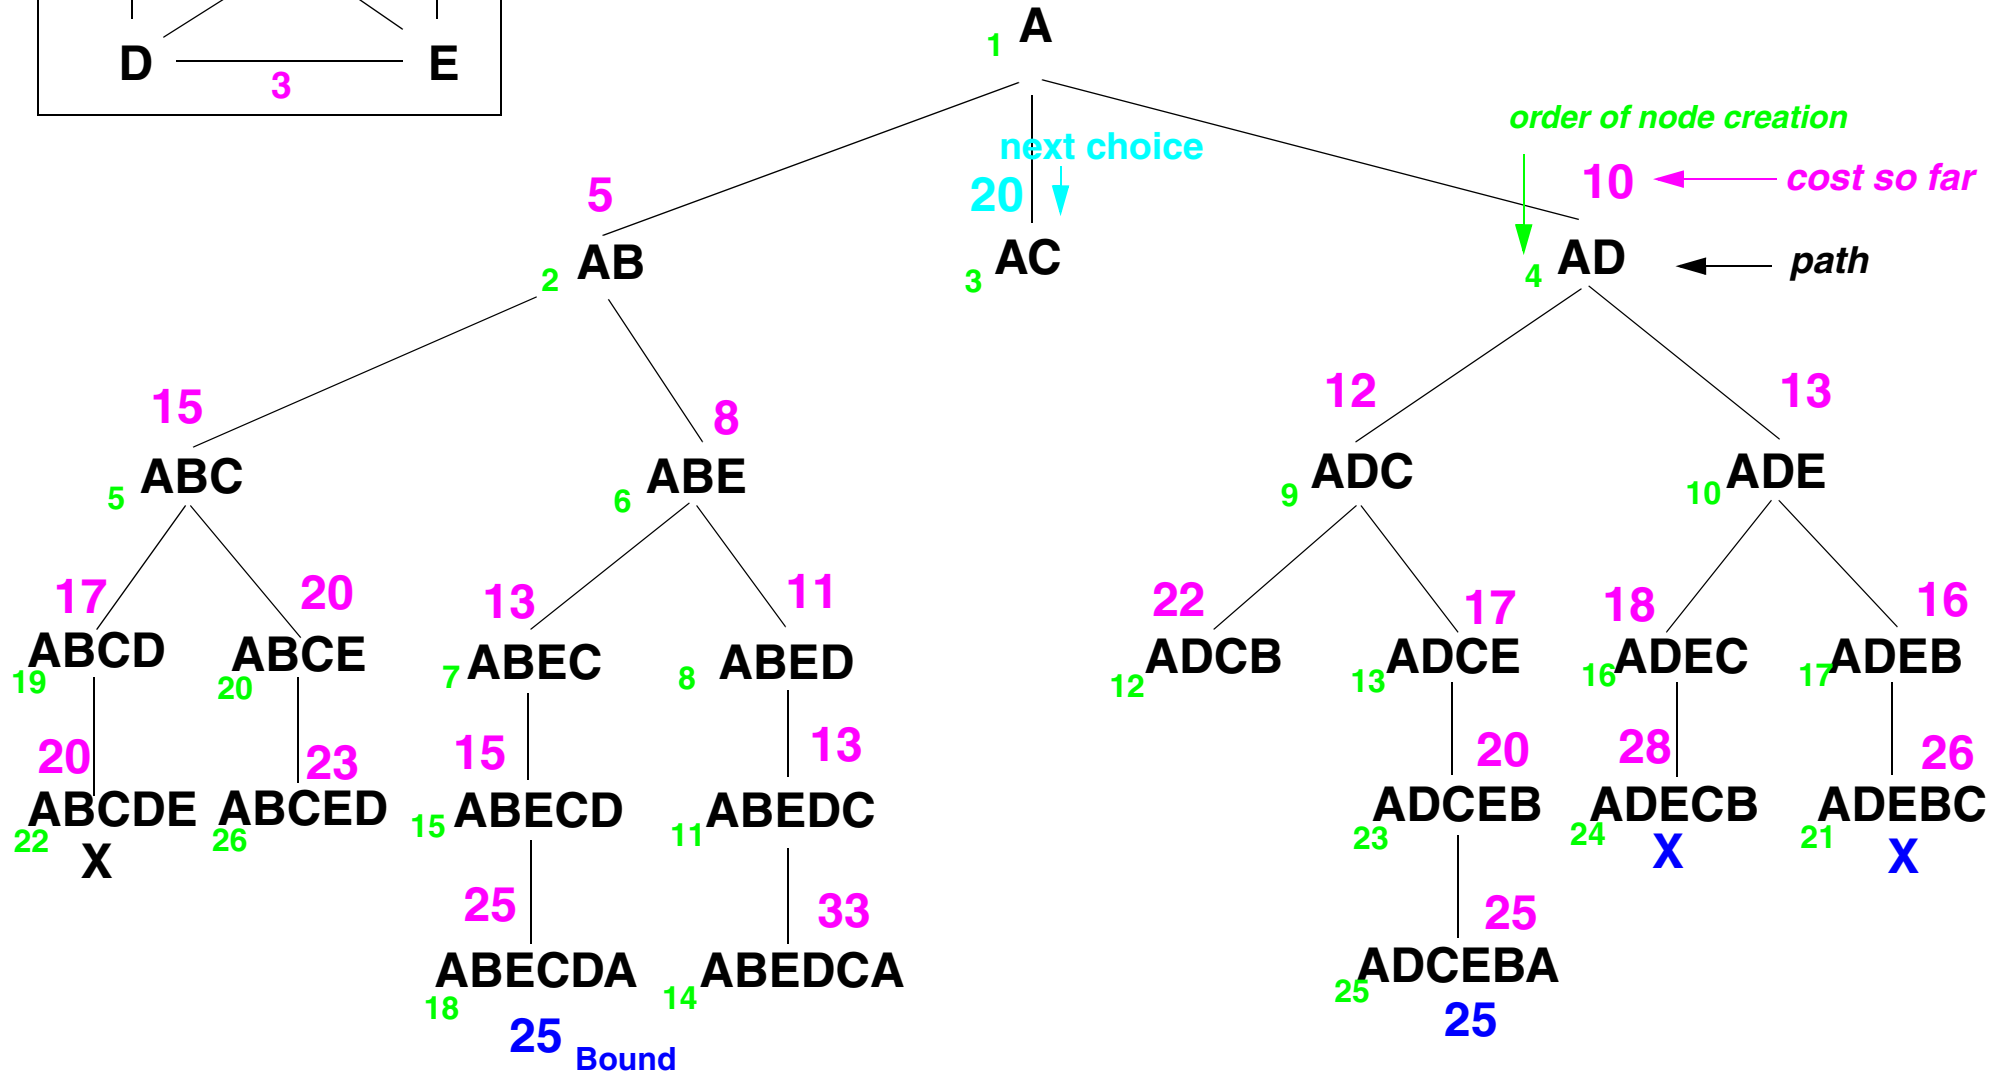 A
1
D E
3
order of node creation
next choice
5 20 10 cost so far
AB AC AD path
2 3 4
15 8 12 13
ABC ABE ADC ADE
5 6 9 10
17 20 13 11 22 17 18 16
ABCD ABCE ABEC ABED ADCB ADCE ADEC ADEB
19 20 7 8 12 13 16 17
20 23 15 13 20 28 26
ABCDE ABCED ABECD ABEDC ADCEB ADECB ADEBC
22 26 15 11 23 24 21
X X X
25 33 25
ABECDA ABEDCA ADCEBA
18 14 25
25 Bound 25